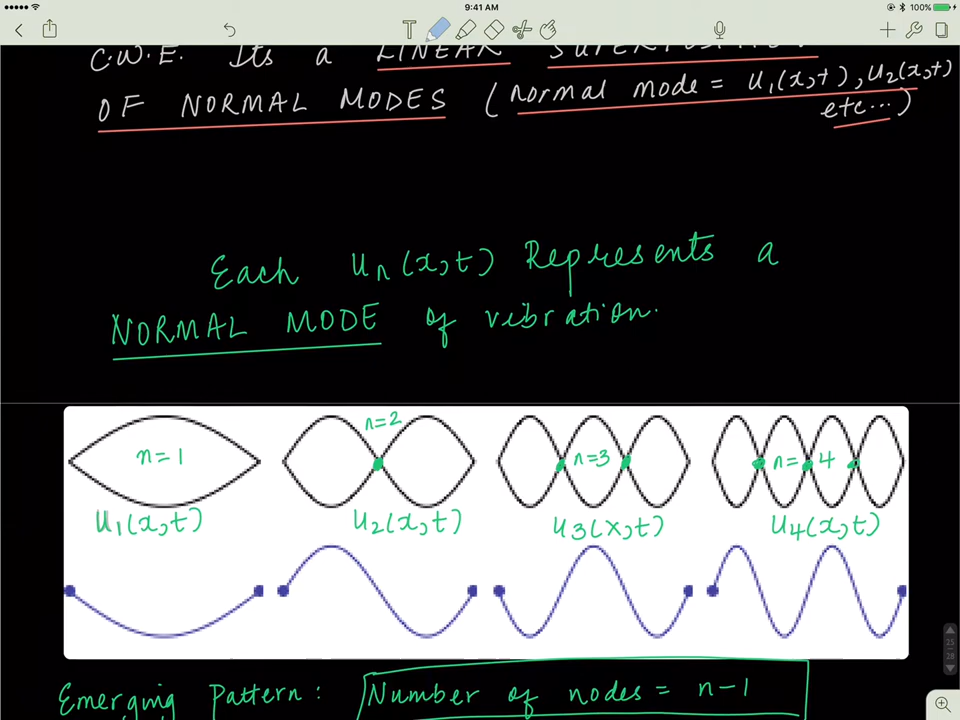 9:41 AM
100%
T
C.W.E. Its a LINEAR SUPERPOSITION
OF NORMAL MODES (normal mode = u1(x,t), u2(x,t)
etc...)
Each un(x,t) Represents a
NORMAL MODE of vibration.
n=1
n=2
n=3
n=4
u1(x,t)
u2(x,t)
u3(x,t)
u4(x,t)
Emerging Pattern: Number of nodes = n-1